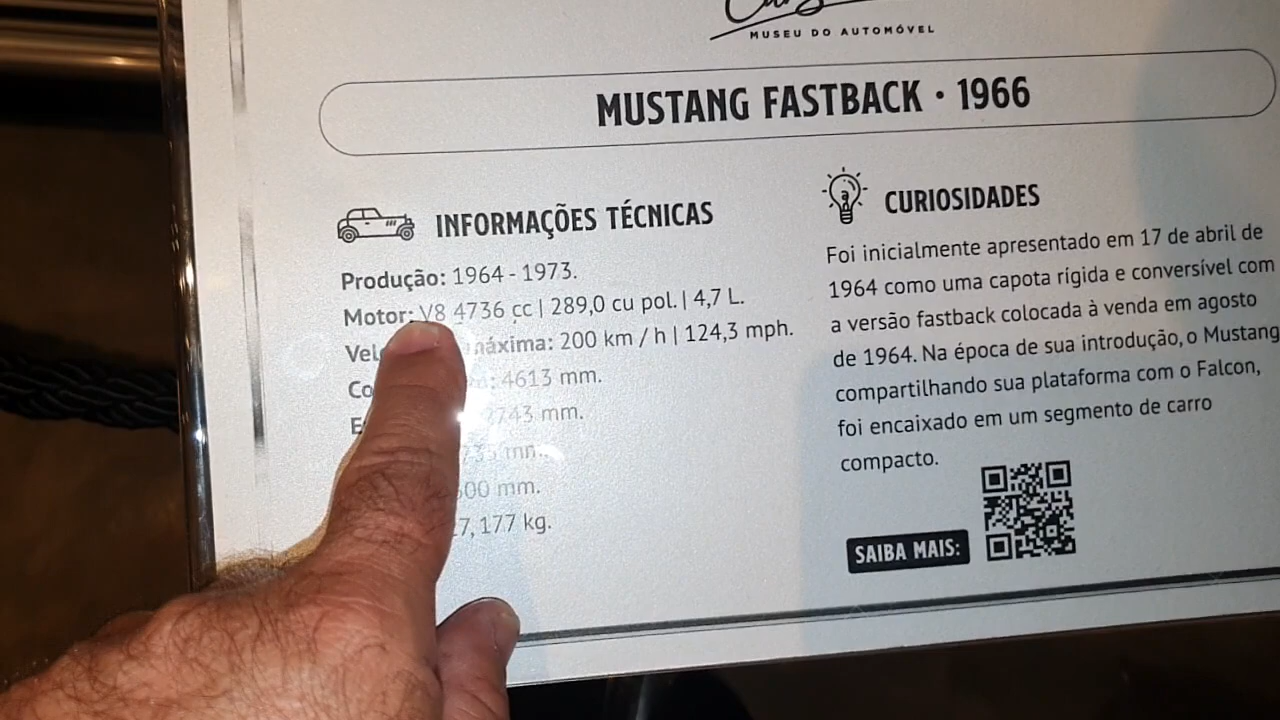 MUSEU DO AUTOMÓVEL
MUSTANG FASTBACK • 1966
INFORMAÇÕES TÉCNICAS
Produção: 1964 - 1973.
Motor: V8 4736 cc | 289,0 cu pol. | 4,7 L.
máxima: 200 km / h | 124,3 mph.
4613 mm.
2743 mm.
mm.
kg.
CURIOSIDADES
Foi inicialmente apresentado em 17 de abril de
1964 como uma capota rígida e conversível com
a versão fastback colocada à venda em agosto
de 1964. Na época de sua introdução, o Mustang
compartilhando sua plataforma com o Falcon,
foi encaixado em um segmento de carro
compacto.
SAIBA MAIS: